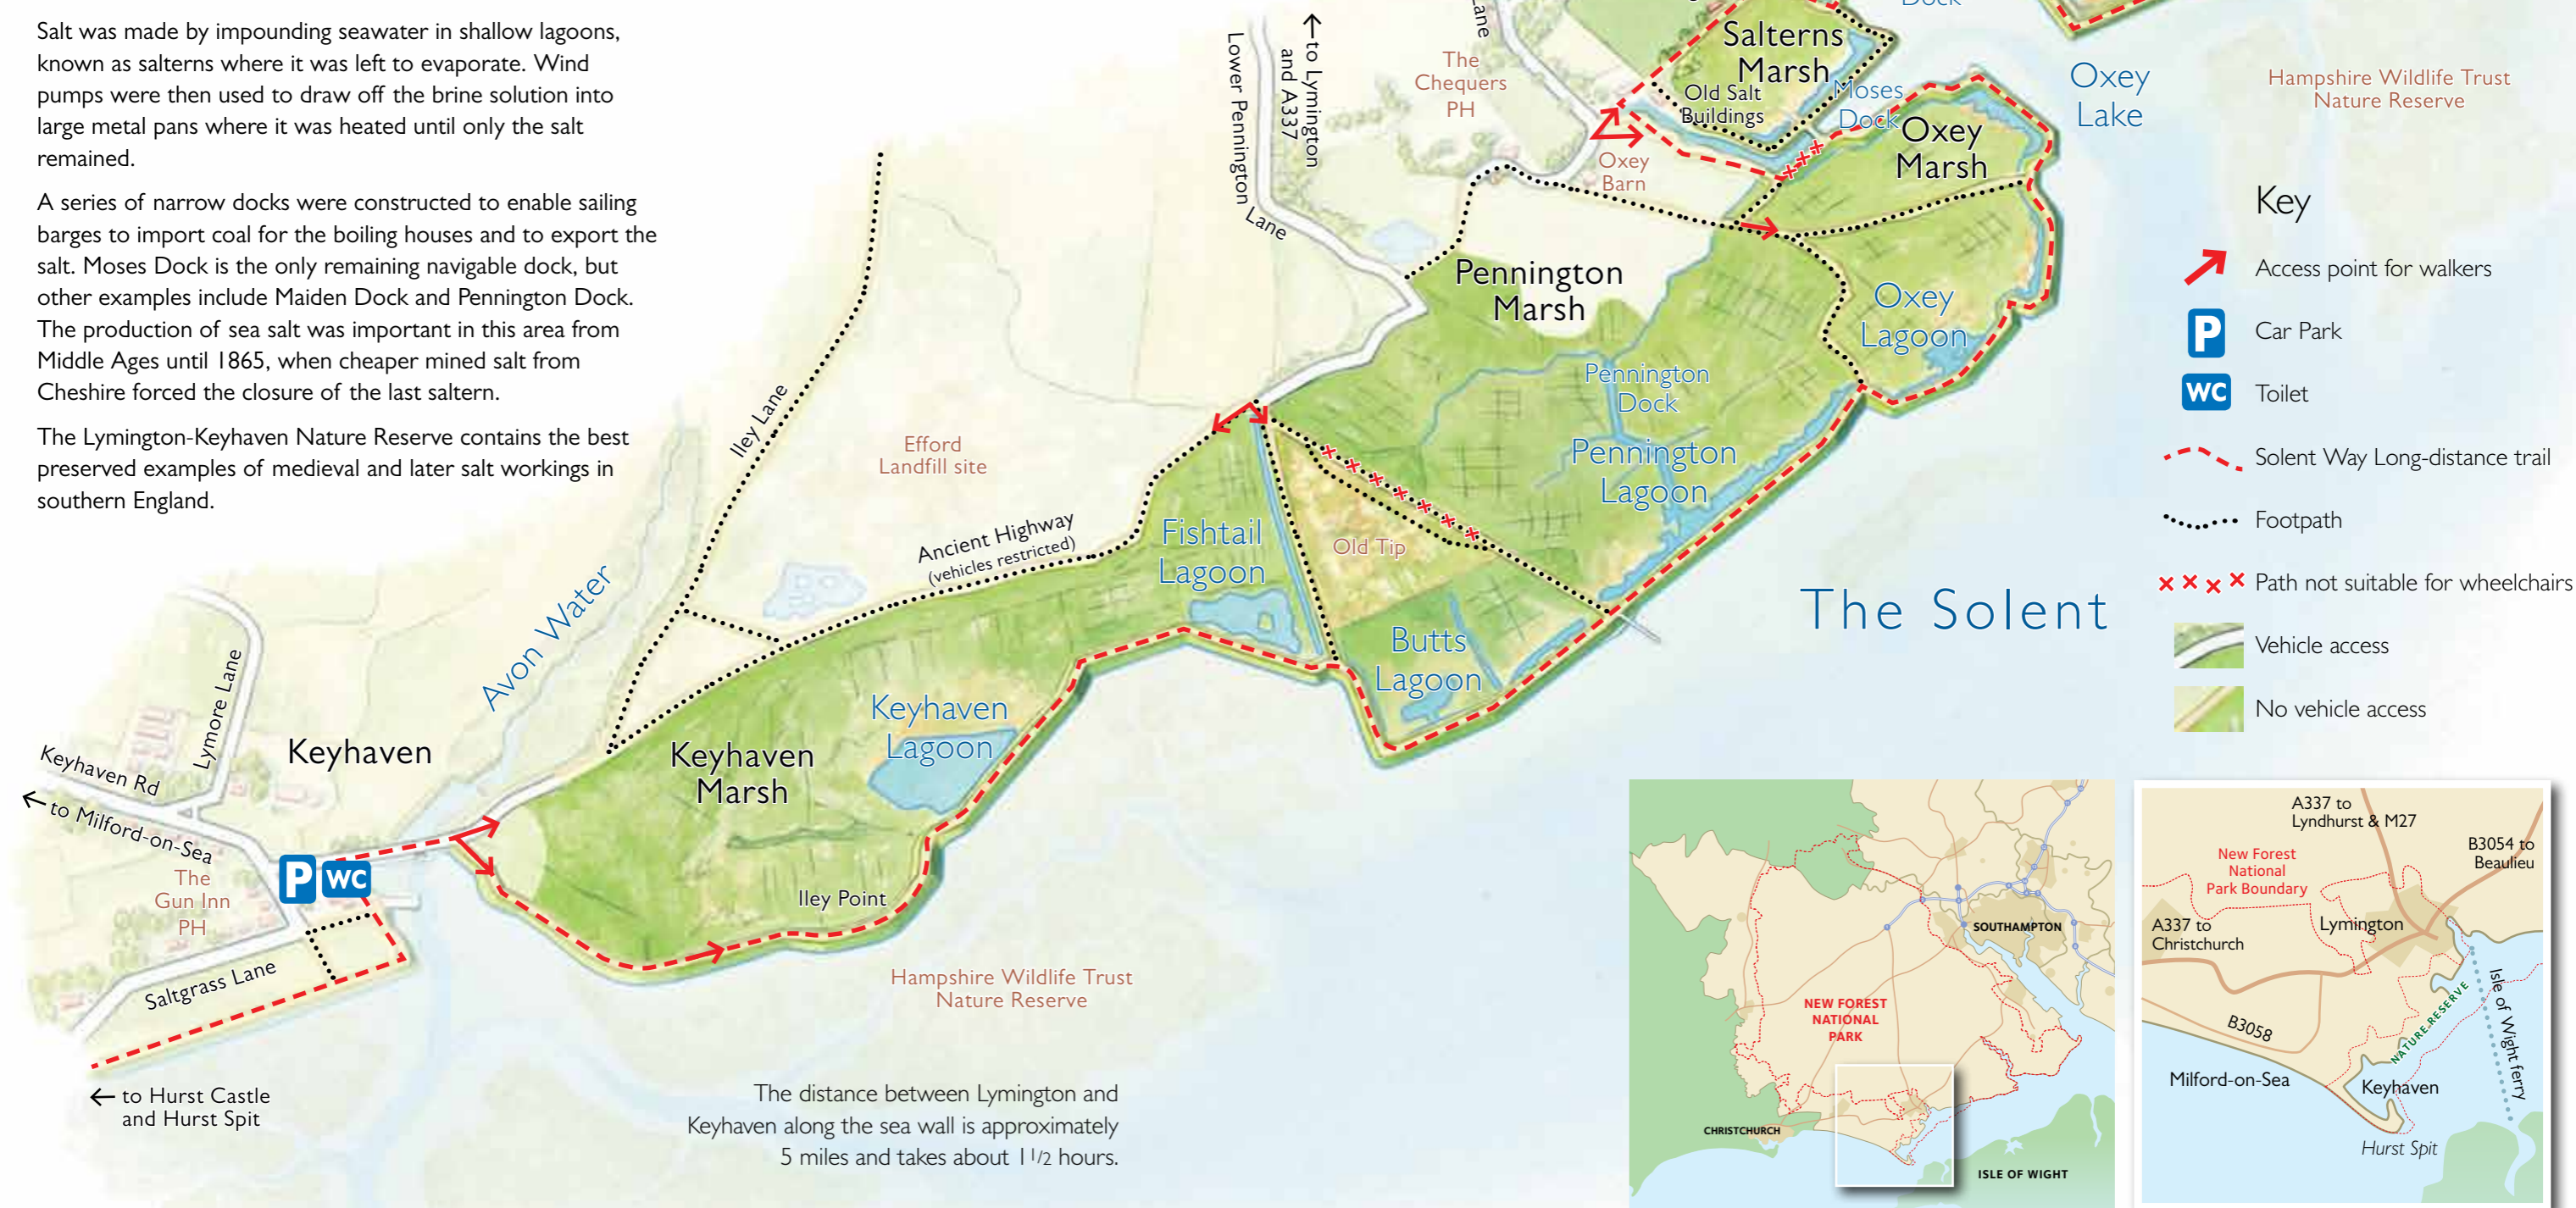 Salt was made by impounding seawater in shallow lagoons,
known as salterns where it was left to evaporate. Wind
pumps were then used to draw off the brine solution into
large metal pans where it was heated until only the salt
remained.
A series of narrow docks were constructed to enable sailing
barges to import coal for the boiling houses and to export the
salt. Moses Dock is the only remaining navigable dock, but
other examples include Maiden Dock and Pennington Dock.
The production of sea salt was important in this area from
Middle Ages until 1865, when cheaper mined salt from
Cheshire forced the closure of the last saltern.
The Lymington-Keyhaven Nature Reserve contains the best
preserved examples of medieval and later salt workings in
southern England.
Lower Pennington Lane
to Lymington
and A337
Lane
The
Chequers
PH
Salterns
Marsh
Old Salt
Buildings
Moses
Dock
Dock
Oxey
Marsh
Oxey
Lake
Oxey
Barn
Hampshire Wildlife Trust
Nature Reserve
Pennington
Marsh
Oxey
Lagoon
Pennington
Dock
Pennington
Lagoon
Iley Lane
Efford
Landfill site
Ancient Highway
(vehicles restricted)
Fishtail
Lagoon
Old Tip
Butts
Lagoon
The Solent
Avon Water
Lymore Lane
Keyhaven Rd
to Milford-on-Sea
Keyhaven
Keyhaven
Marsh
Keyhaven
Lagoon
P
WC
The
Gun Inn
PH
Iley Point
Saltgrass Lane
to Hurst Castle
and Hurst Spit
Hampshire Wildlife Trust
Nature Reserve
The distance between Lymington and
Keyhaven along the sea wall is approximately
5 miles and takes about 1 1/2 hours.
Key
Access point for walkers
P Car Park
WC Toilet
Solent Way Long-distance trail
Footpath
Path not suitable for wheelchairs
Vehicle access
No vehicle access
SOUTHAMPTON
NEW FOREST
NATIONAL
PARK
CHRISTCHURCH
ISLE OF WIGHT
A337 to
Lyndhurst & M27
B3054 to
Beaulieu
New Forest
National
Park Boundary
Lymington
A337 to
Christchurch
Isle of Wight ferry
NATURE RESERVE
B3058
Milford-on-Sea
Keyhaven
Hurst Spit